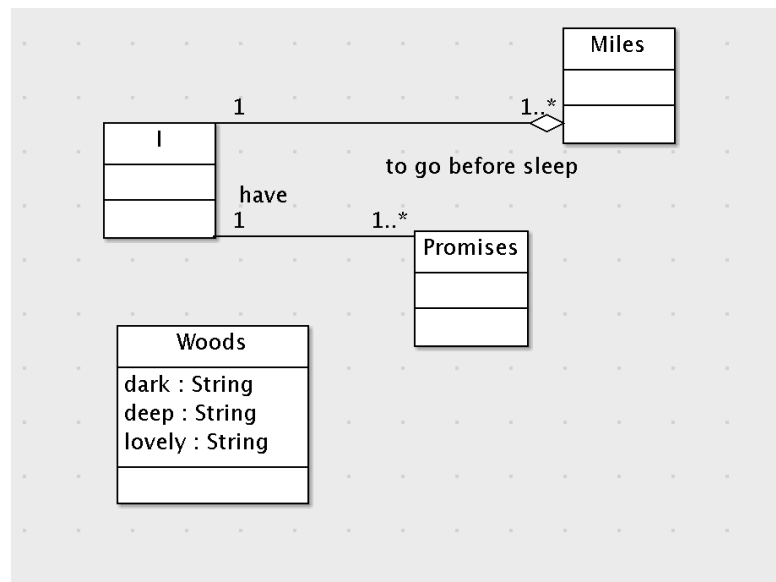 Miles
1
1..*
I
to go before sleep
have
1
1..*
Promises
Woods
dark : String
deep : String
lovely : String